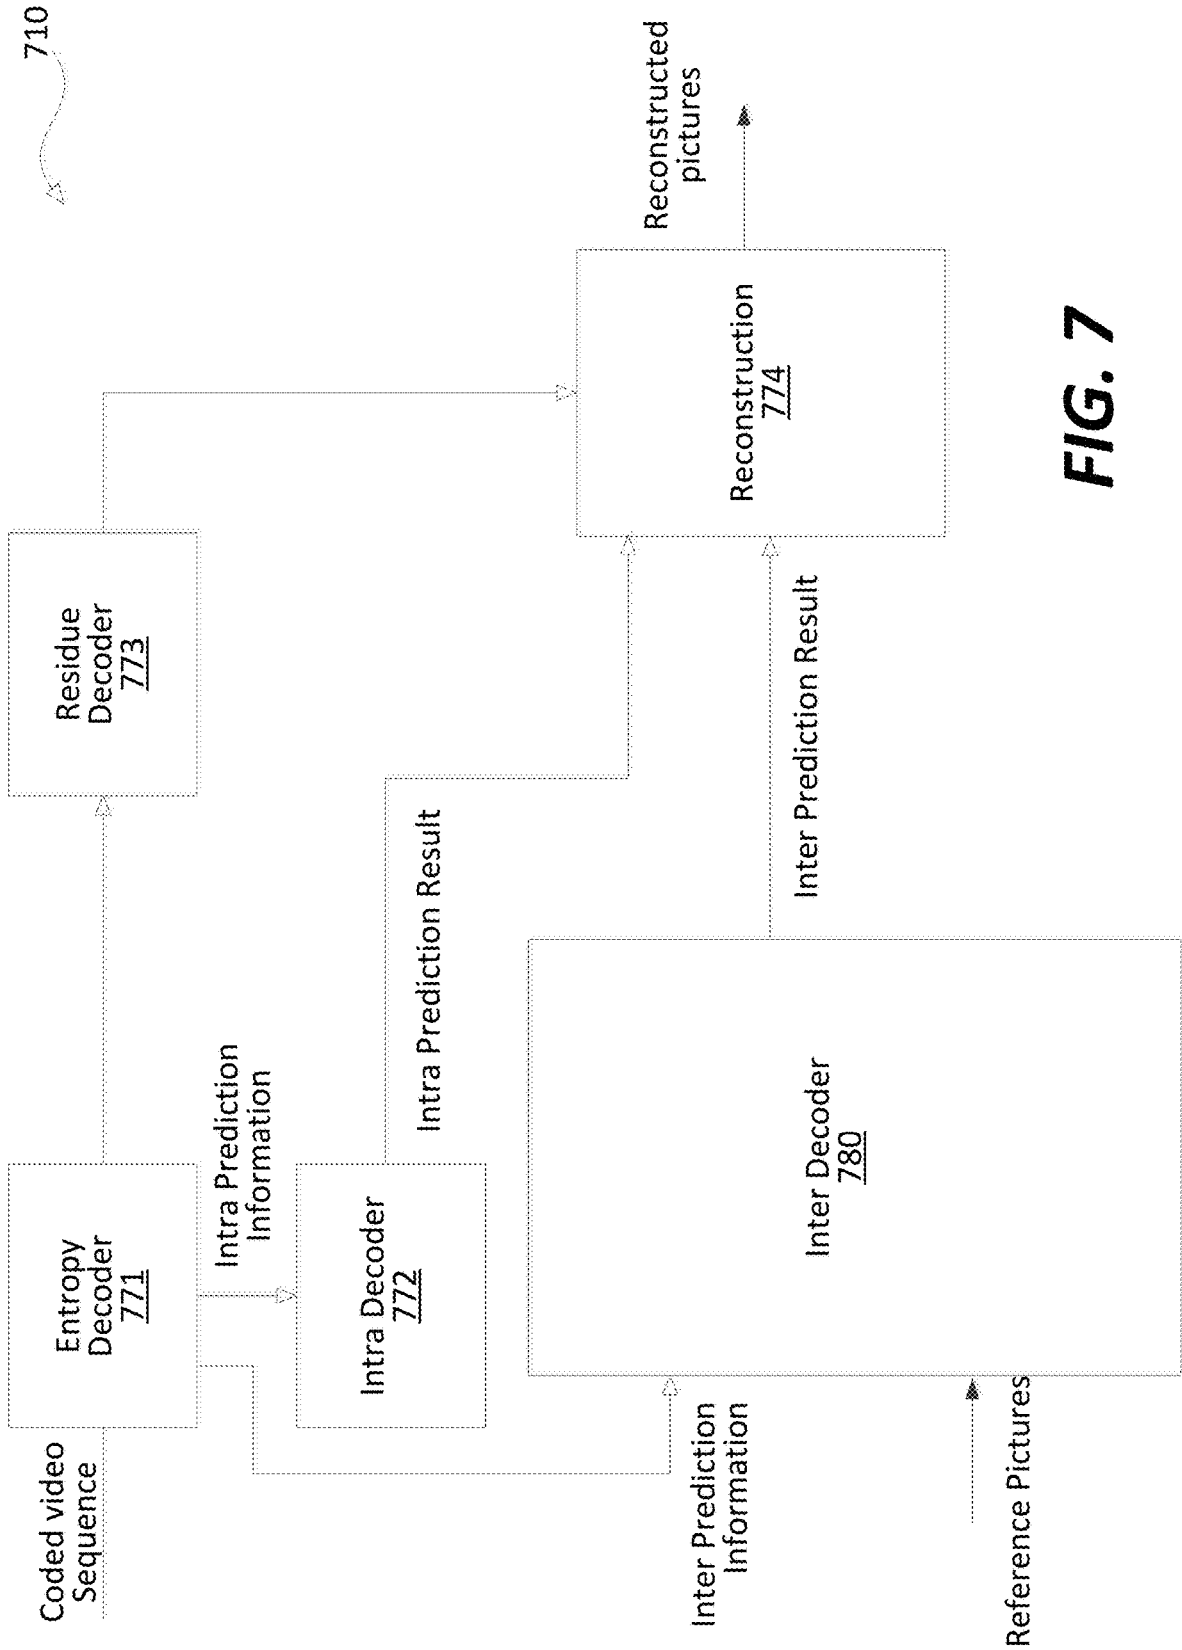 710
Coded video
Sequence
Entropy
Decoder
771
Residue
Decoder
773
Intra Prediction
Information
Intra Decoder
772
Intra Prediction Result
Inter Prediction
Information
Inter Decoder
780
Inter Prediction Result
Reference Pictures
Reconstruction
774
Reconstructed
pictures
FIG. 7